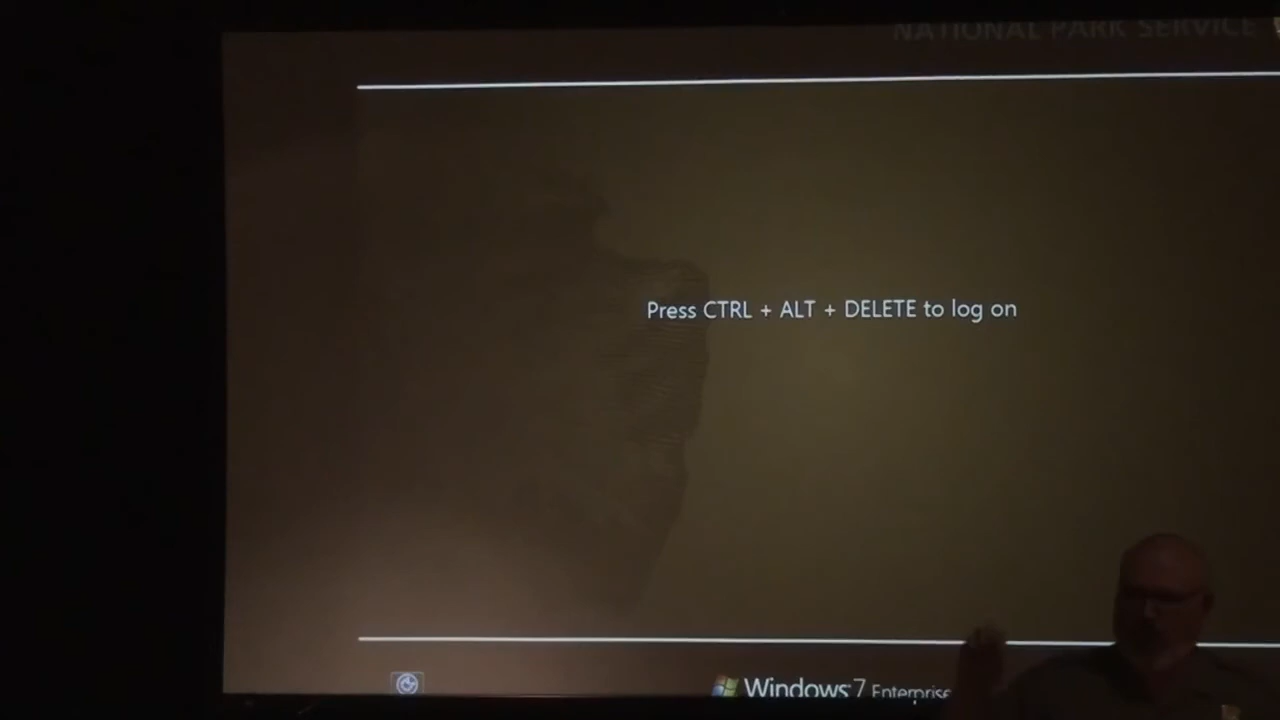 NATIONAL PARK SERVICE
Press CTRL + ALT + DELETE to log on
Windows 7 Enterprise